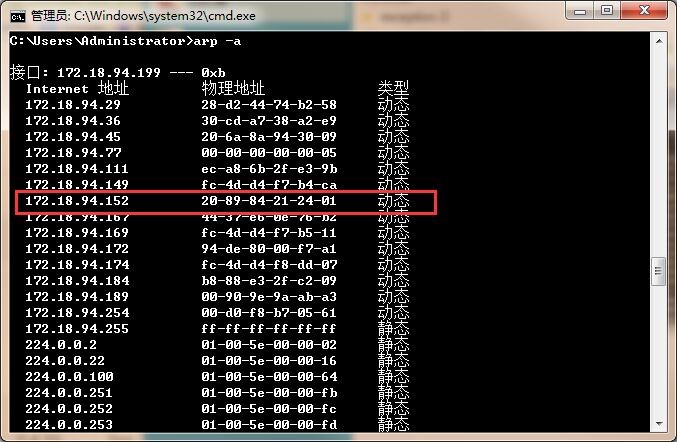 管理员: C:\Windows\system32\cmd.exe
C:\Users\Administrator>arp -a
接口: 172.18.94.199 --- 0xb
Internet 地址 物理地址 类型
172.18.94.29 28-d2-44-74-b2-58 动态
172.18.94.36 30-cd-a7-38-a2-e9 动态
172.18.94.45 20-6a-8a-94-30-09 动态
172.18.94.77 00-00-00-00-00-05 动态
172.18.94.111 ec-a8-6b-2f-e3-9b 动态
172.18.94.149 fc-4d-d4-f7-b4-ca 动态
172.18.94.152 20-89-84-21-24-01 动态
172.18.94.167 44-37-e6-0e-76-b2 动态
172.18.94.169 fc-4d-d4-f7-b5-11 动态
172.18.94.172 94-de-80-00-f7-a1 动态
172.18.94.174 fc-4d-d4-f8-dd-07 动态
172.18.94.184 b8-88-e3-2f-c2-09 动态
172.18.94.189 00-90-9e-9a-ab-a3 动态
172.18.94.254 00-d0-f8-b7-05-61 动态
172.18.94.255 ff-ff-ff-ff-ff-ff 静态
224.0.0.2 01-00-5e-00-00-02 静态
224.0.0.22 01-00-5e-00-00-16 静态
224.0.0.100 01-00-5e-00-00-64 静态
224.0.0.251 01-00-5e-00-00-fb 静态
224.0.0.252 01-00-5e-00-00-fc 静态
224.0.0.253 01-00-5e-00-00-fd 静态